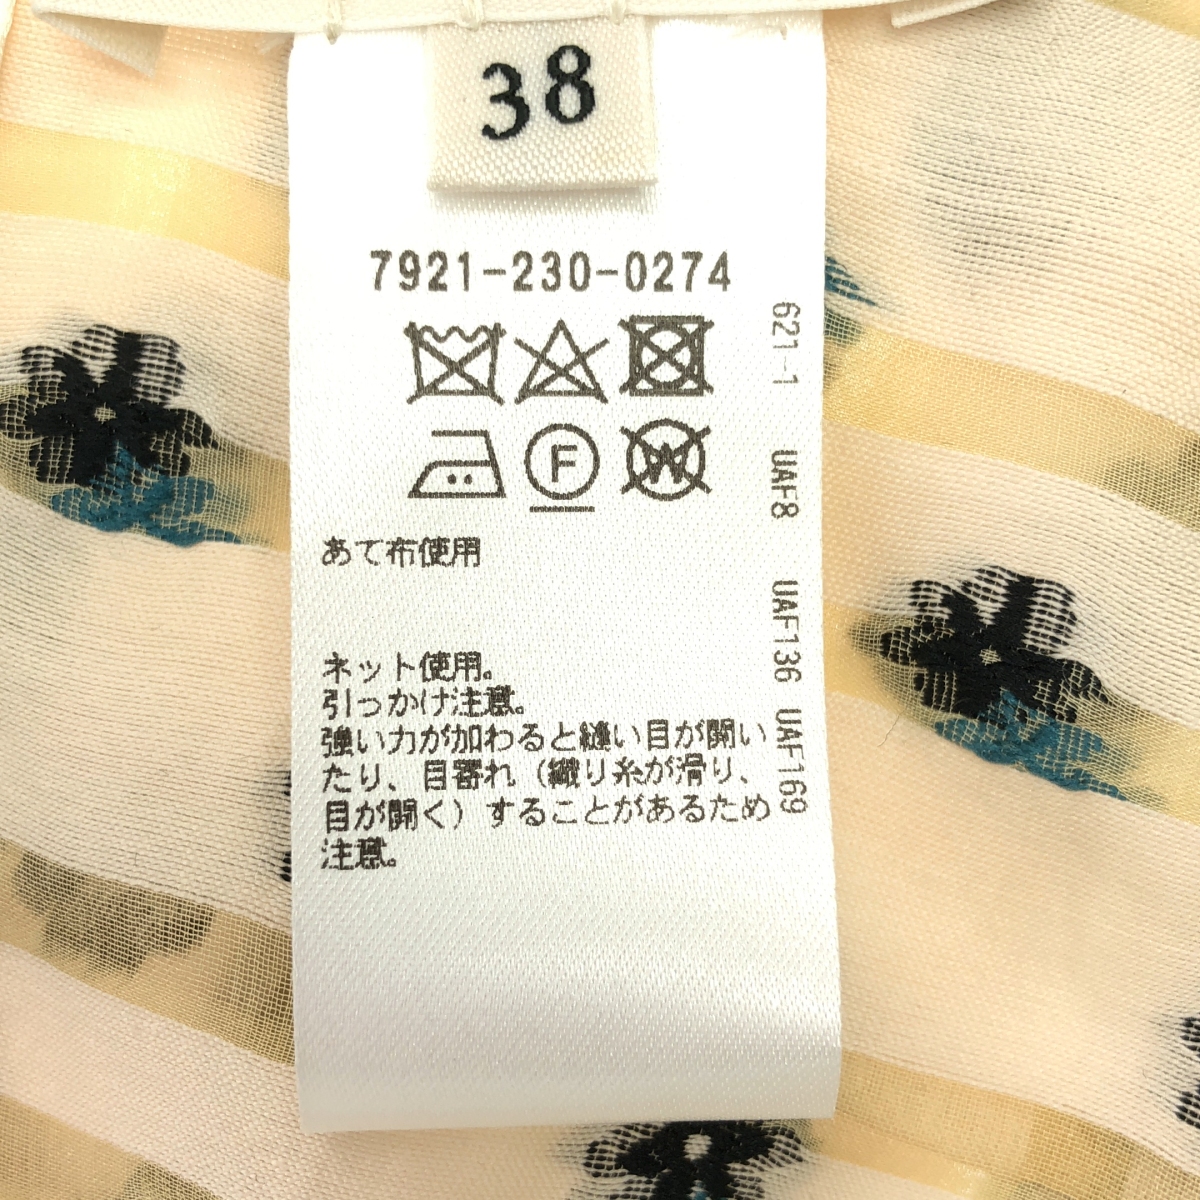 38
7921-230-0274
F
W
あて布使用
ネット使用。
引っかけ注意。
強い力が加わると縫い目が開い
たり、目寄れ（織り糸が滑り、
目が開く）することがあるため
注意。
621-1 UAF8 UAF136 UAF169